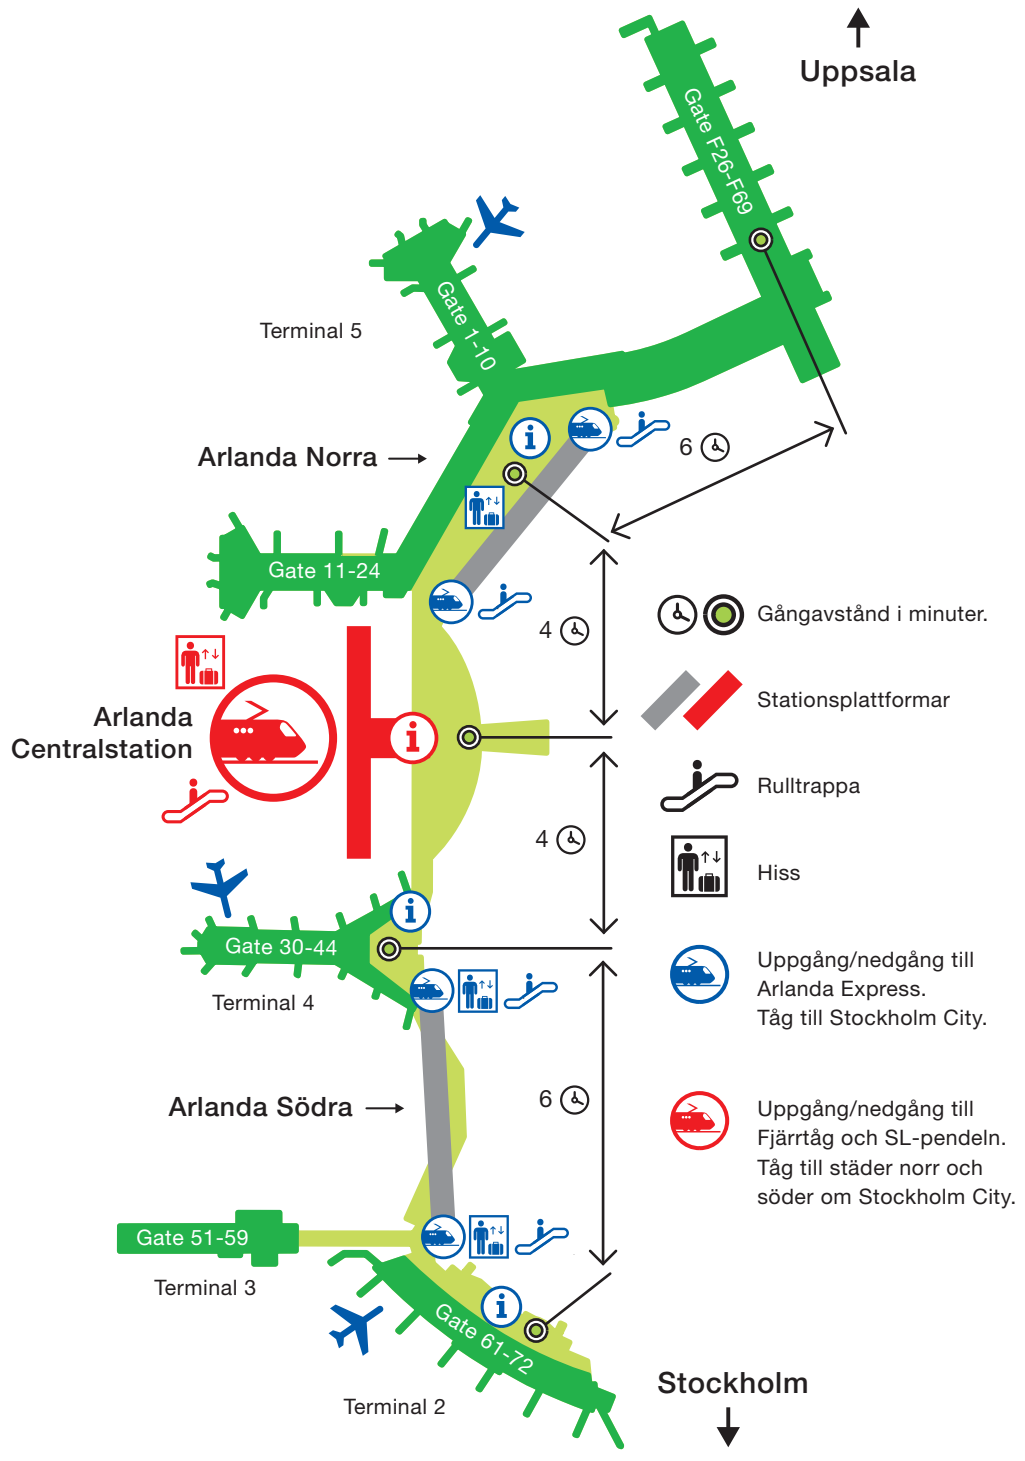 Uppsala
Gate F26-F69
Gate 1-10
Terminal 5
Arlanda Norra
6
Gate 11-24
4
Gångavstånd i minuter.
Stationsplattformar
Arlanda
Centralstation
Rulltrappa
4
Hiss
Gate 30-44
Terminal 4
Uppgång/nedgång till
Arlanda Express.
Tåg till Stockholm City.
Arlanda Södra
6
Uppgång/nedgång till
Fjärrtåg och SL-pendeln.
Tåg till städer norr och
söder om Stockholm City.
Gate 51-59
Terminal 3
Gate 61-72
Terminal 2
Stockholm